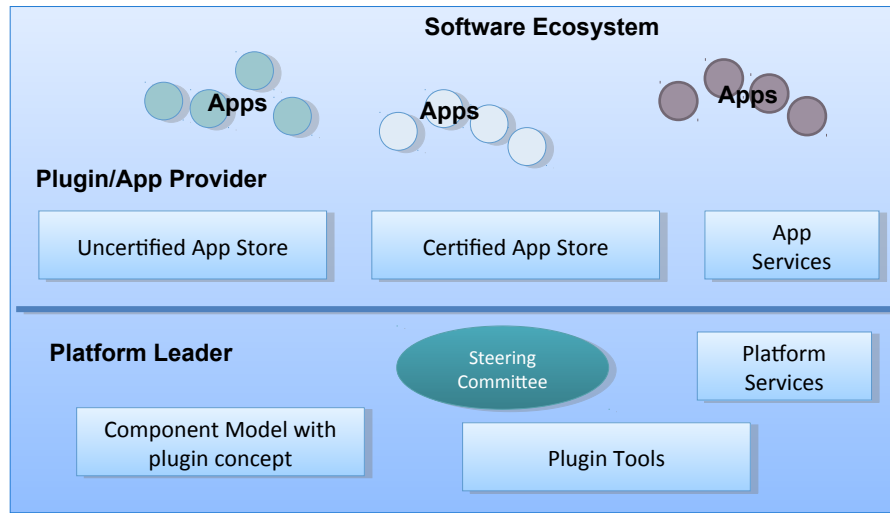 Software Ecosystem
Apps
Apps
Apps
Plugin/App Provider
Uncertified App Store
Certified App Store
App
Services
Platform Leader
Steering
Committee
Platform
Services
Component Model with
plugin concept
Plugin Tools